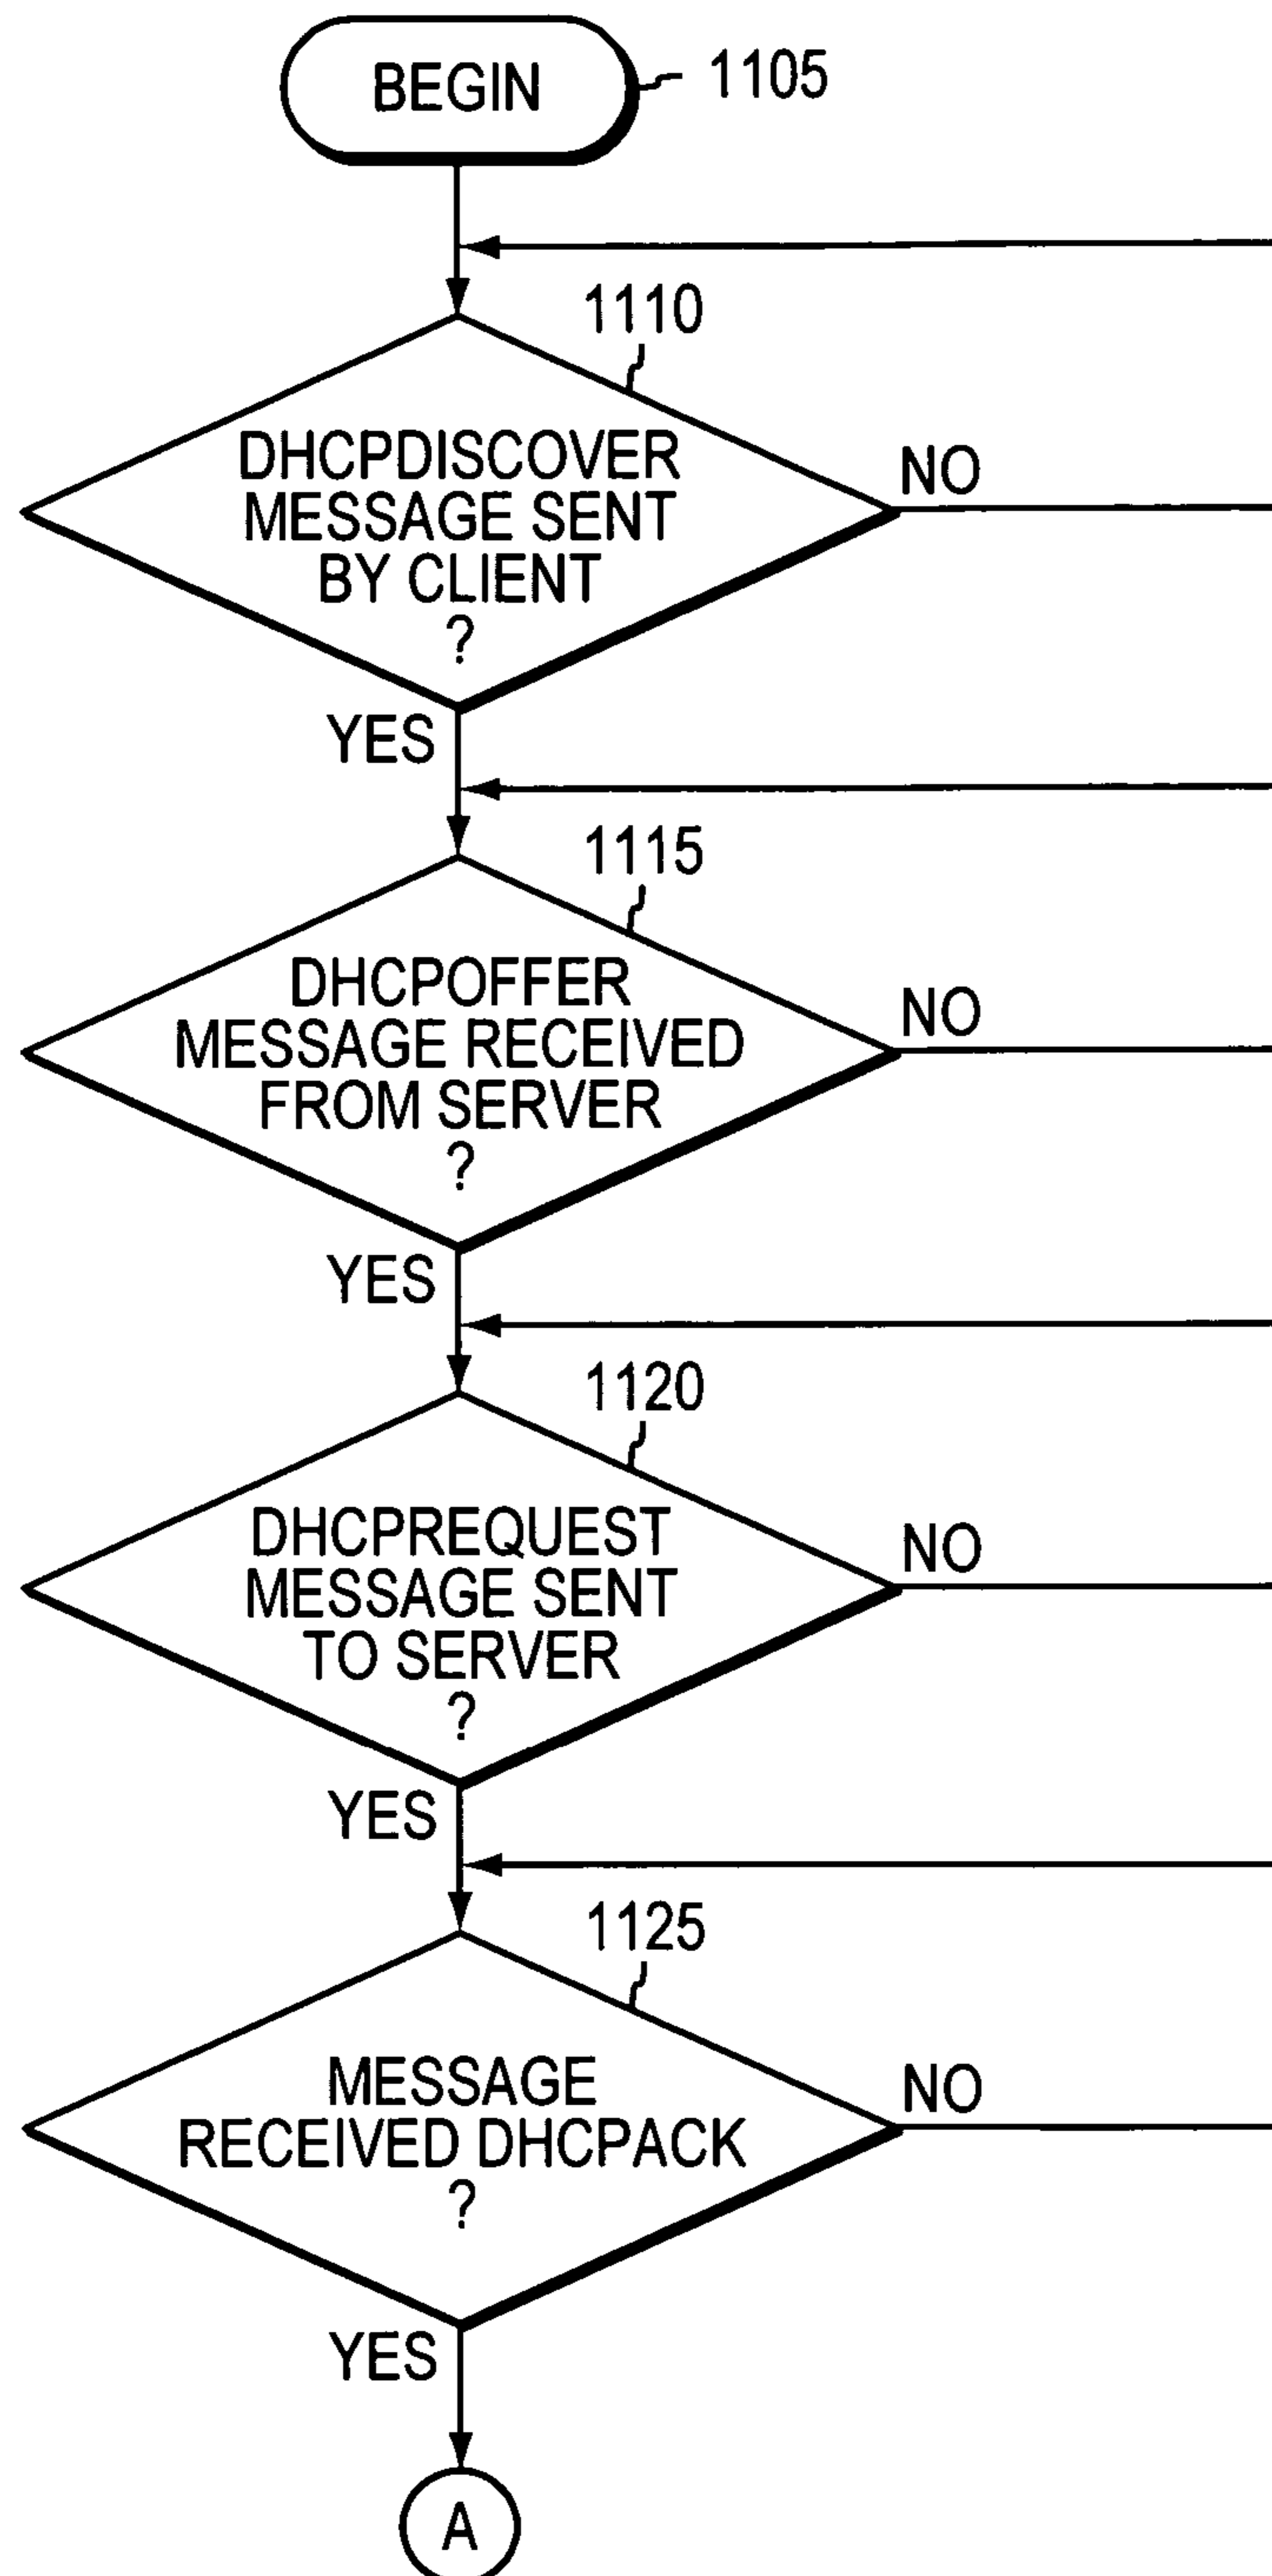 BEGIN
1105
1110
DHCPDISCOVER
MESSAGE SENT
BY CLIENT
?
NO
YES
1115
DHCPOFFER
MESSAGE RECEIVED
FROM SERVER
?
NO
YES
1120
DHCPREQUEST
MESSAGE SENT
TO SERVER
?
NO
YES
1125
MESSAGE
RECEIVED DHCPACK
?
NO
YES
A